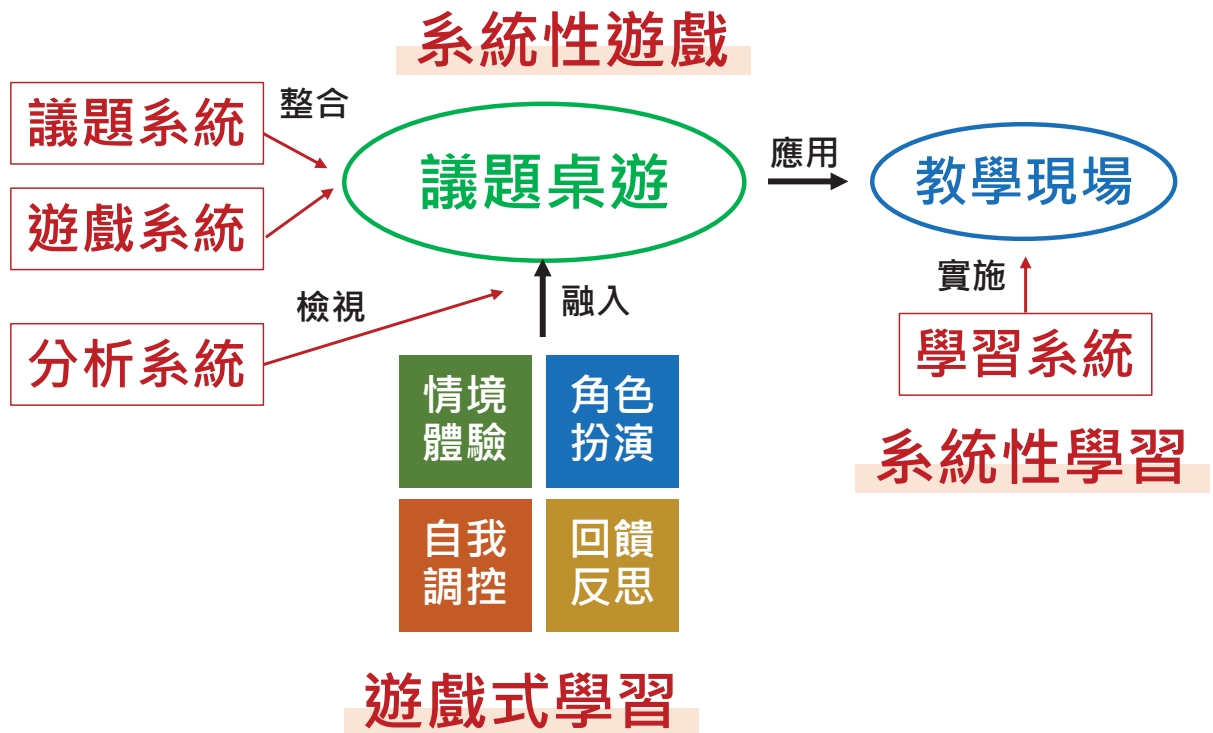 系統性遊戲
議題系統
整合
遊戲系統
議題桌遊
應用
教學現場
分析系統
檢視
融入
實施
學習系統
系統性學習
情境
體驗
角色
扮演
自我
調控
回饋
反思
遊戲式學習